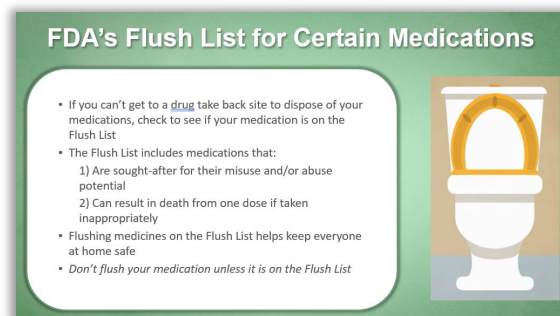 FDA's Flush List for Certain Medications
• If you can't get to a drug take back site to dispose of your
medications, check to see if your medication is on the
Flush List
• The Flush List includes medications that:
1) Are sought-after for their misuse and/or abuse
potential
2) Can result in death from one dose if taken
inappropriately
• Flushing medicines on the Flush List helps keep everyone
at home safe
• Don't flush your medication unless it is on the Flush List